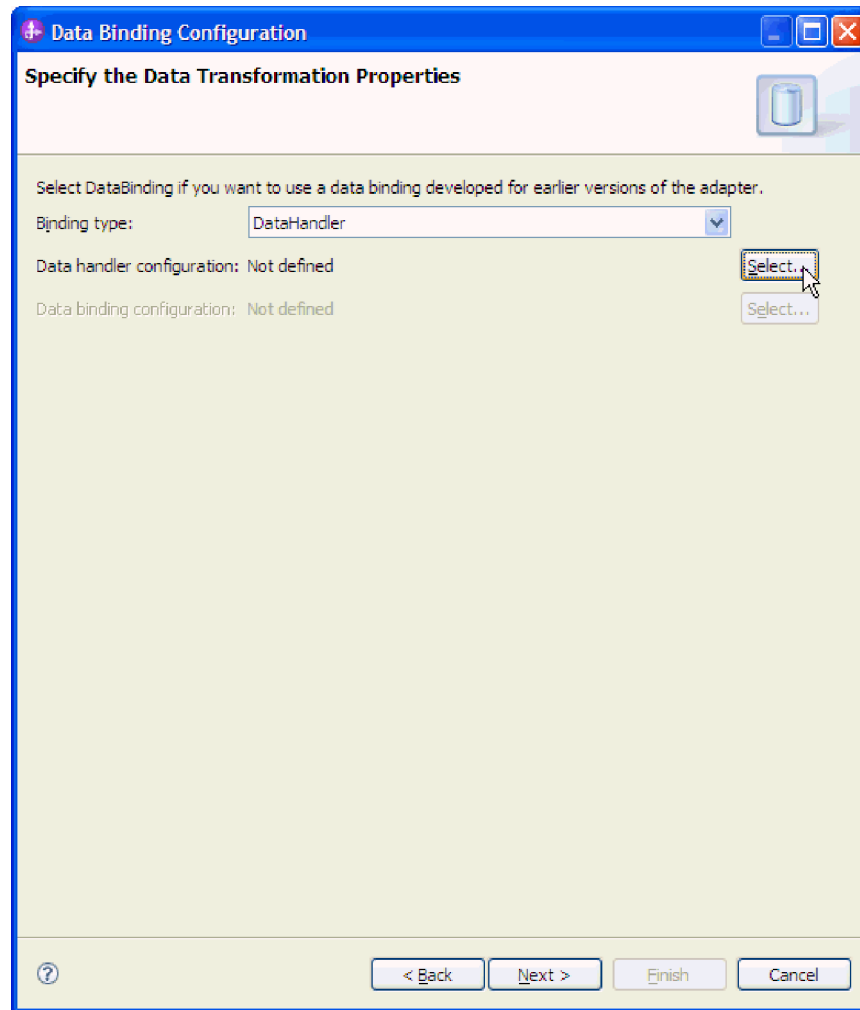 Data Binding Configuration
Specify the Data Transformation Properties
Select DataBinding if you want to use a data binding developed for earlier versions of the adapter.
Binding type: DataHandler
Data handler configuration: Not defined Select...
Data binding configuration: Not defined Select...
? < Back Next > Finish Cancel